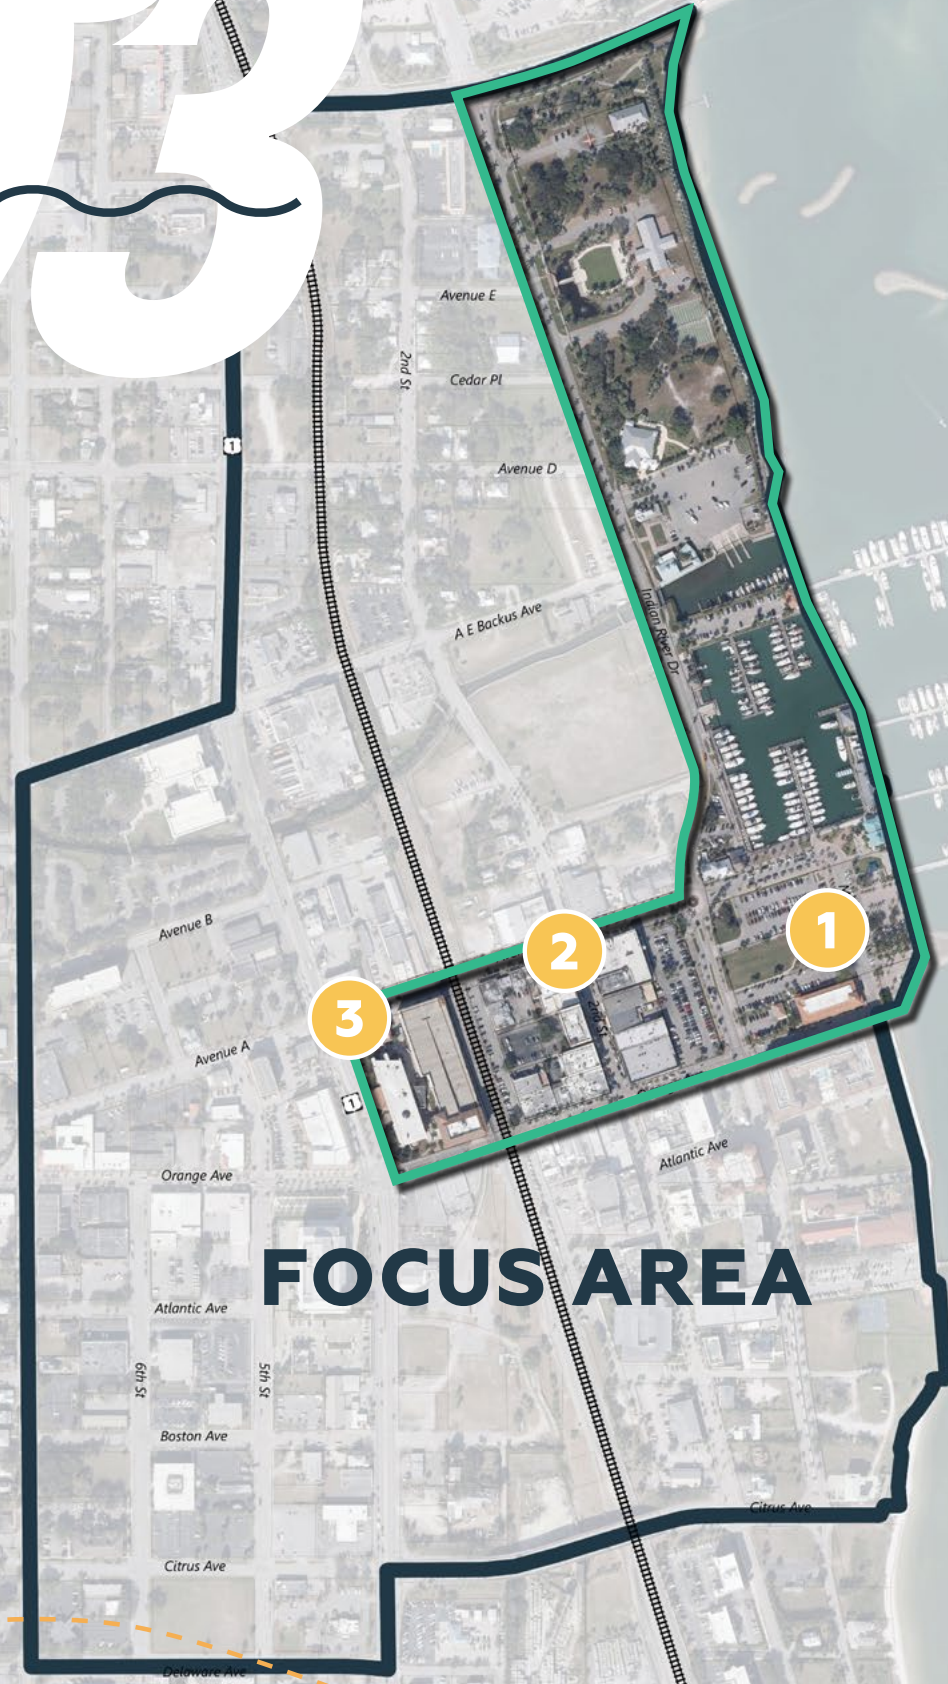 3
Avenue E
2nd St.
Cedar Pl
1
Avenue D
Indian River Dr
A E Backus Ave
Avenue B
1
2
3
2nd St
Avenue A
1
Atlantic Ave
Orange Ave
FOCUS AREA
Atlantic Ave
6th St
5th St
Boston Ave
Citrus Ave
Citrus Ave
Delaware Ave